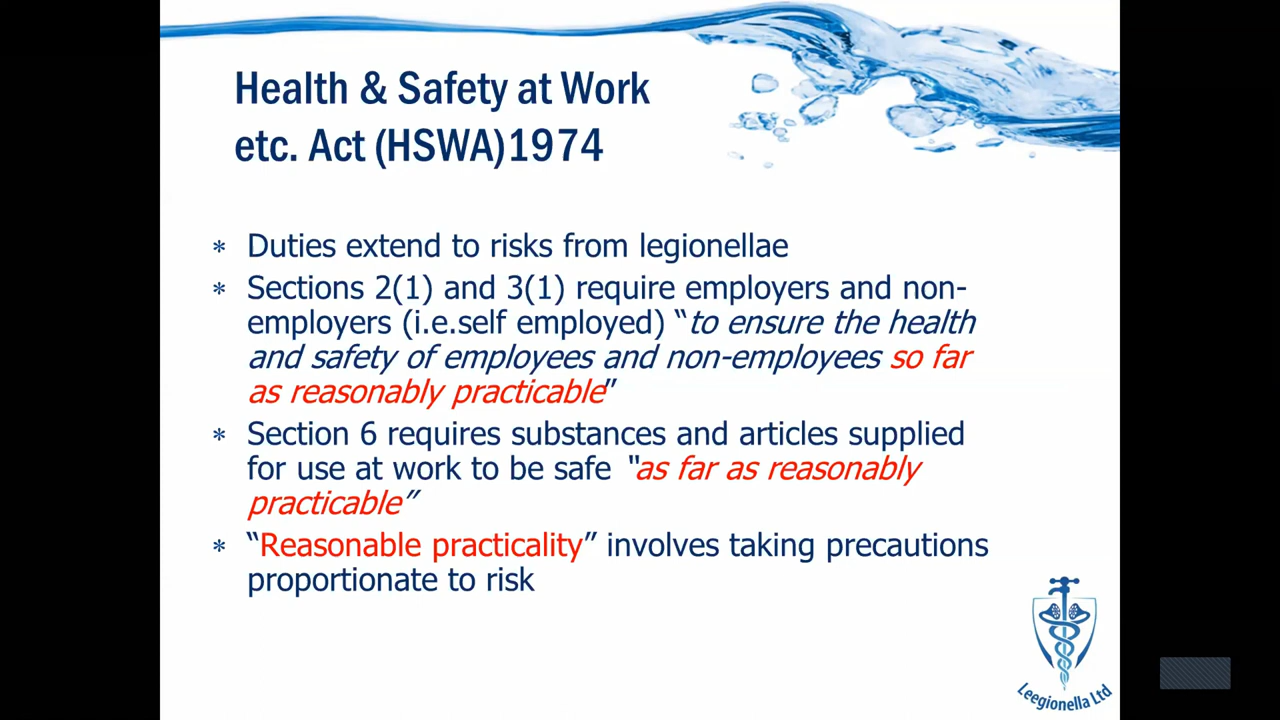 Health & Safety at Work
etc. Act (HSWA)1974
* Duties extend to risks from legionellae
* Sections 2(1) and 3(1) require employers and non-
employers (i.e.self employed) “to ensure the health
and safety of employees and non-employees so far
as reasonably practicable”
* Section 6 requires substances and articles supplied
for use at work to be safe “as far as reasonably
practicable”
* “Reasonable practicality” involves taking precautions
proportionate to risk
Leegionella Ltd